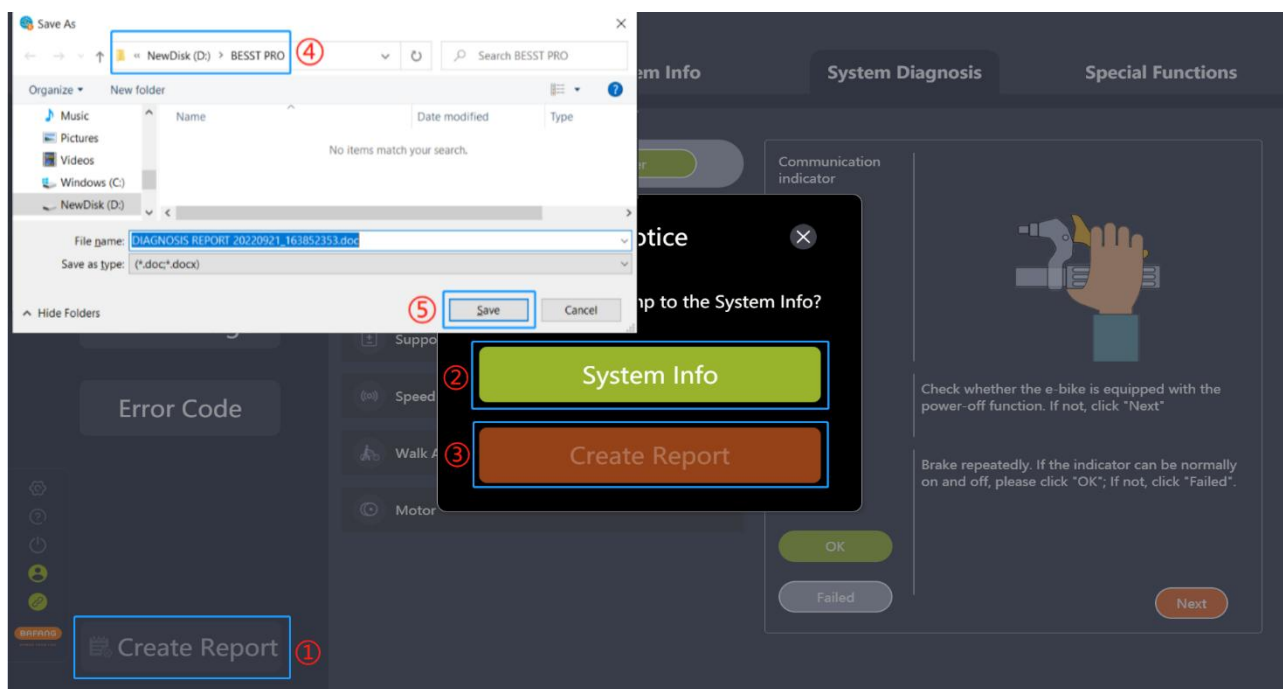 Save As
« NewDisk (D:) > BESST PRO
④
Search BESST PRO
Organize
New folder
Music
Pictures
Videos
Windows (C:)
NewDisk (D:)
Name
Date modified
Type
No items match your search.
File name: DIAGNOSIS REPORT 20220921_163852353.doc
Save as type: (*.doc;*.docx)
Hide Folders
⑤
Save
Cancel
Info
System Diagnosis
Special Functions
Communication
indicator
to the System Info?
②
System Info
③
Create Report
Error Code
Speed
Walk
Motor
Check whether the e-bike is equipped with the
power-off function. If not, click "Next"
Brake repeatedly. If the indicator can be normally
on and off, please click "OK"; If not, click "Failed".
OK
Failed
Next
BAFANG
Create Report
①